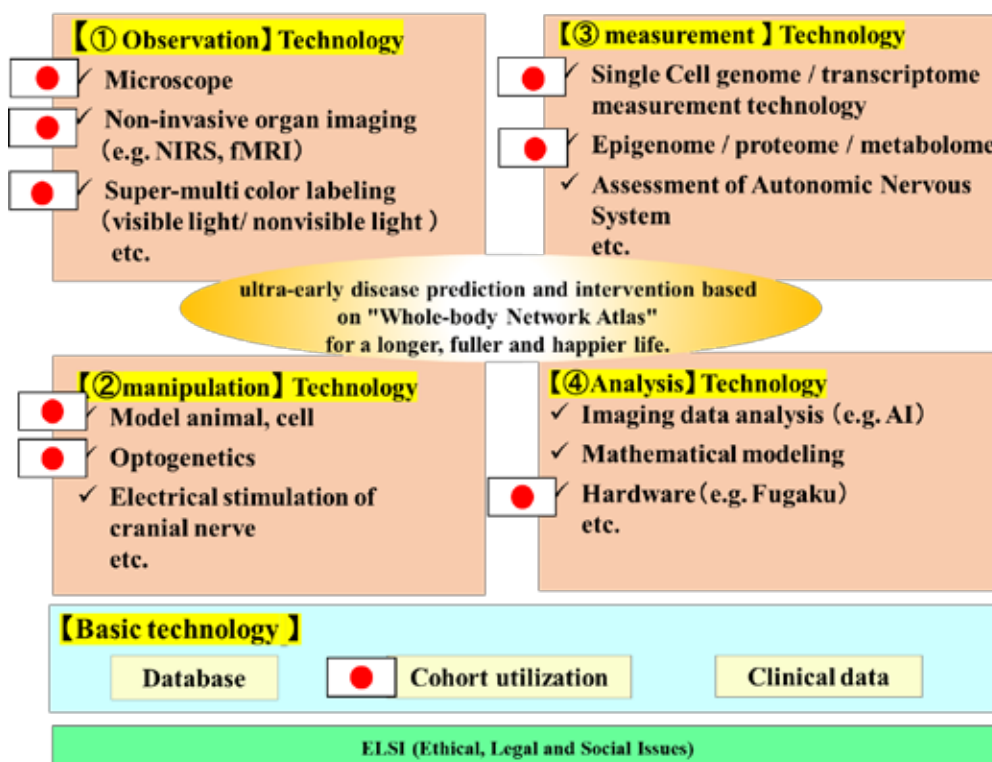 【① Observation】Technology
✓ Microscope
✓ Non-invasive organ imaging
(e.g. NIRS, fMRI)
✓ Super-multi color labeling
(visible light/ nonvisible light )
etc.
【③ measurement 】Technology
✓ Single Cell genome / transcriptome
measurement technology
✓ Epigenome / proteome / metabolome
✓ Assessment of Autonomic Nervous
System
etc.
ultra-early disease prediction and intervention based
on "Whole-body Network Atlas"
for a longer, fuller and happier life.
【②manipulation】Technology
✓ Model animal, cell
✓ Optogenetics
✓ Electrical stimulation of
cranial nerve
etc.
【④Analysis】Technology
✓ Imaging data analysis (e.g. AI)
✓ Mathematical modeling
✓ Hardware(e.g. Fugaku)
etc.
【Basic technology 】
Database
Cohort utilization
Clinical data
ELSI (Ethical, Legal and Social Issues)